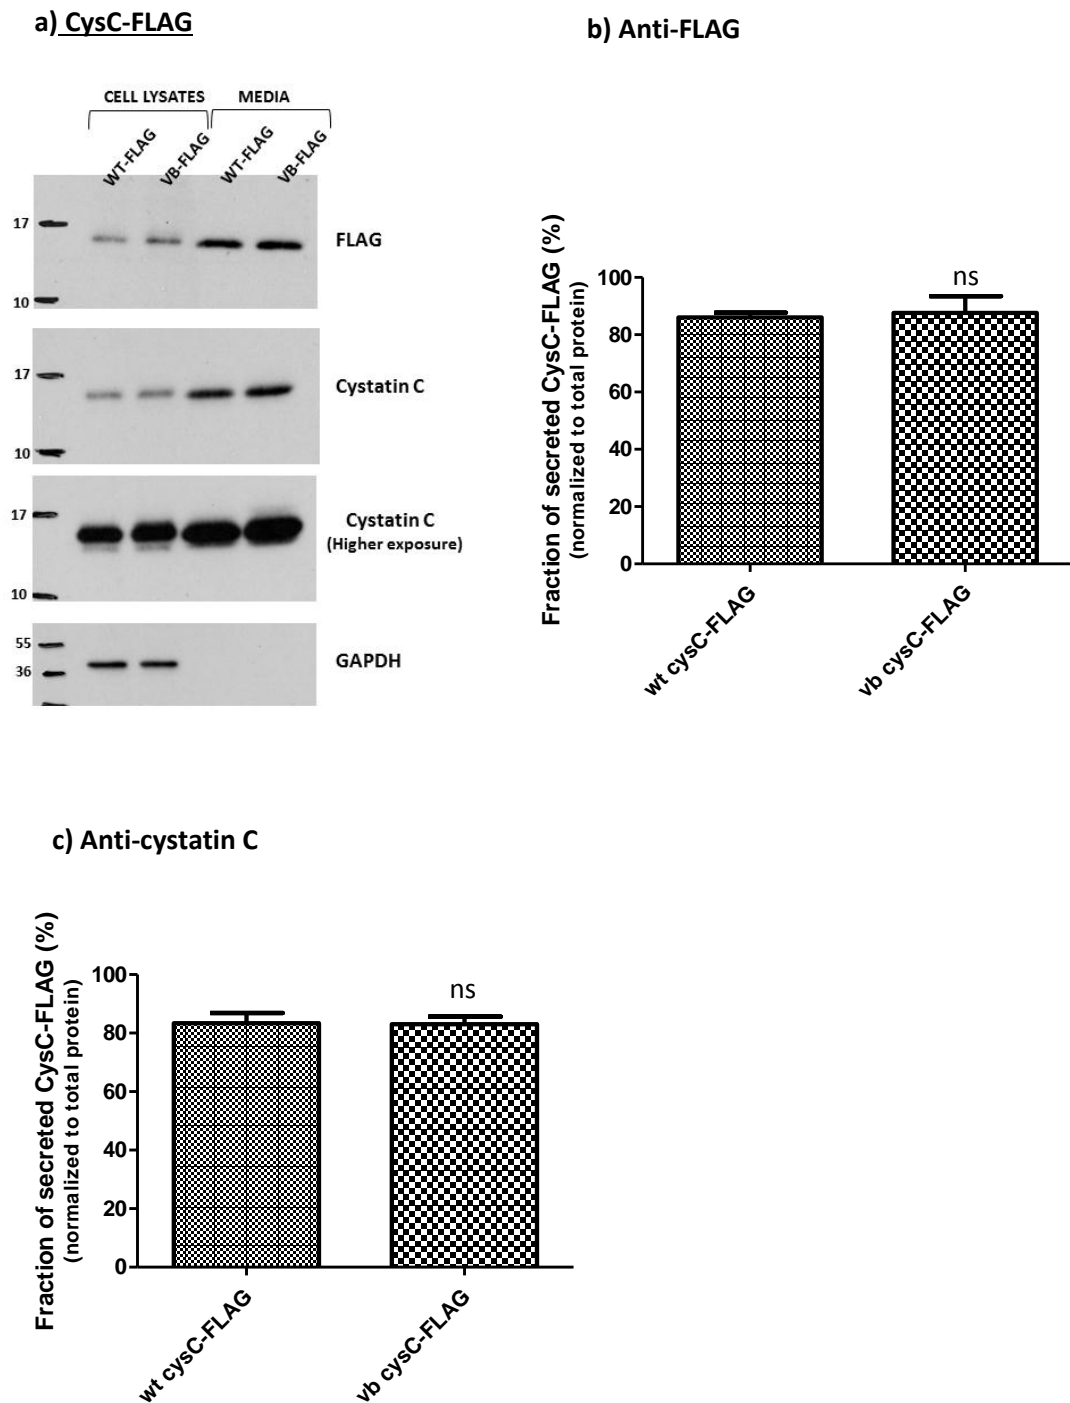 a) CysC-FLAG
CELL LYSATES
MEDIA
WT-FLAG
VB-FLAG
WT-FLAG
VB-FLAG
17
FLAG
10
17
Cystatin C
10
17
Cystatin C
(Higher exposure)
10
55
GAPDH
36
b) Anti-FLAG
Fraction of secreted CysC-FLAG (%)
(normalized to total protein)
100
80
60
40
20
0
ns
wt cysC-FLAG
vb cysC-FLAG
c) Anti-cystatin C
Fraction of secreted CysC-FLAG (%)
(normalized to total protein)
100
80
60
40
20
0
ns
wt cysC-FLAG
vb cysC-FLAG